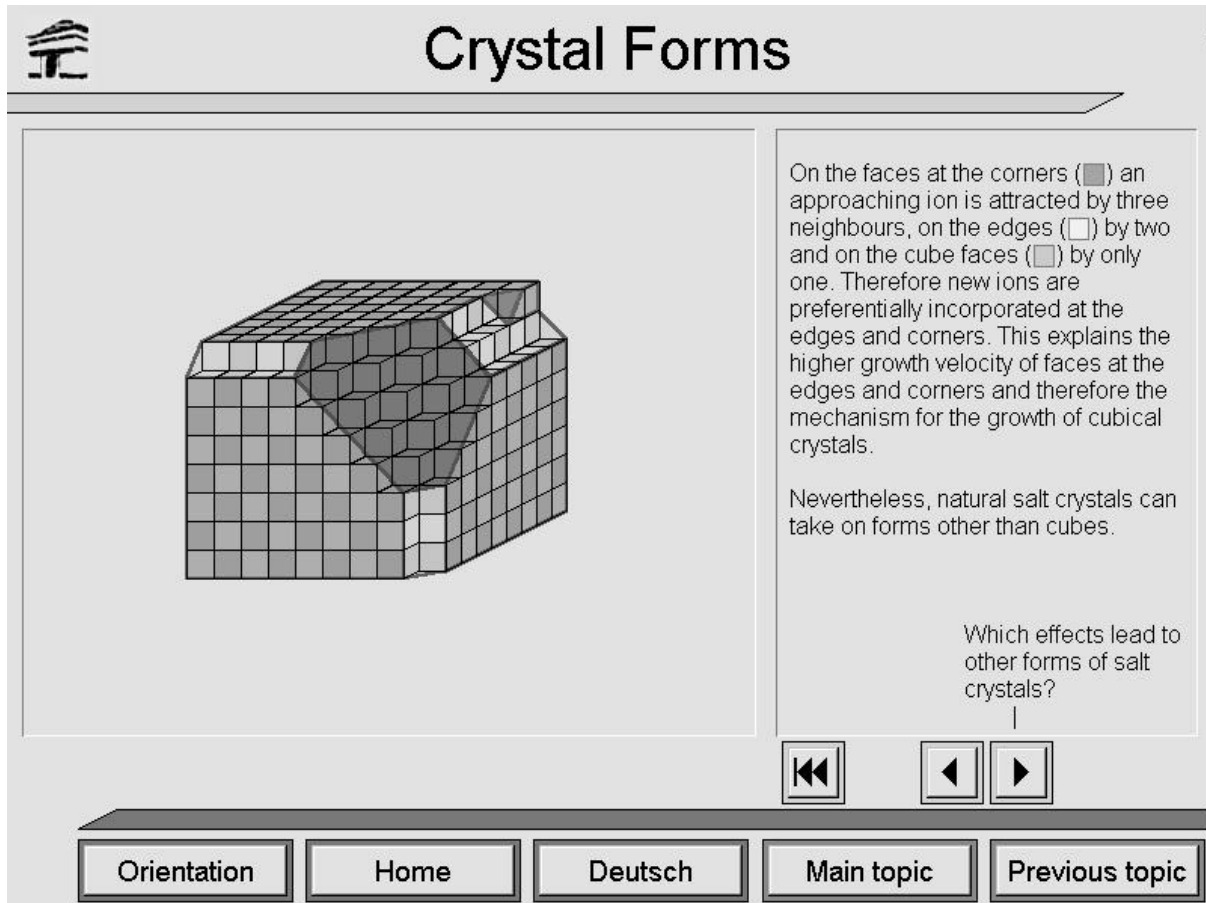 Crystal Forms
On the faces at the corners ( ) an
approaching ion is attracted by three
neighbours, on the edges ( ) by two
and on the cube faces ( ) by only
one. Therefore new ions are
preferentially incorporated at the
edges and corners. This explains the
higher growth velocity of faces at the
edges and corners and therefore the
mechanism for the growth of cubical
crystals.
Nevertheless, natural salt crystals can
take on forms other than cubes.
Which effects lead to
other forms of salt
crystals?
Orientation
Home
Deutsch
Main topic
Previous topic